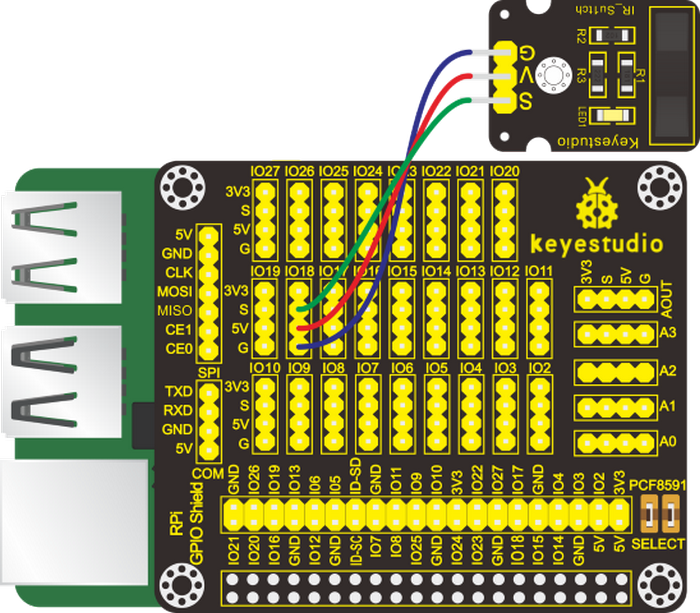 IR_Switch
R2
G
V
S
R3
R1
LED1
Keyestudio
IO27 IO26 IO25 IO24 IO23 IO22 IO21 IO20
3V3
S
5V
G
keyestudio
5V
GND
CLK
MOSI
MISO
CE1
CE0
SPI
IO19 IO18 IO15 IO14 IO13 IO12 IO11
3V3
S
5V
G
3V3 S 5V G
AOUT
A3
A2
A1
A0
IO10 IO9 IO8 IO7 IO6 IO5 IO4 IO3 IO2
3V3
S
5V
G
TXD
RXD
GND
5V
COM
RPi
GPIO Shield
GND IO26 IO19 IO13 IO6 IO5 ID-SD GND IO11 IO9 IO10 3V3 IO22 IO27 IO17 GND IO4 IO3 IO2 3V3
IO21 IO20 IO16 GND IO12 GND ID-SC IO7 IO8 IO25 GND IO24 IO23 GND IO18 IO15 IO14 GND 5V 5V
PCF8591
SELECT